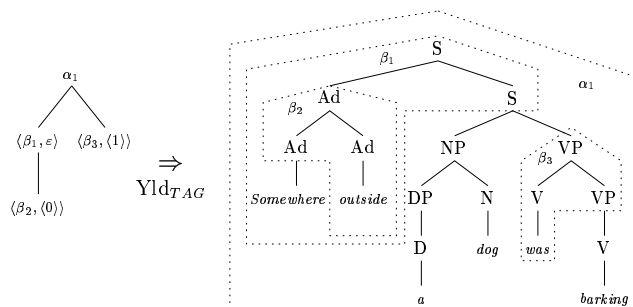 S
β₁
α₁
α₁
β₂ Ad S
⟨β₁, ε⟩ ⟨β₃, ⟨1⟩⟩ Ad Ad NP β₃ VP
⇒
Yld_TAG
Somewhere outside DP N V VP
⟨β₂, ⟨0⟩⟩
D dog was V
a barking